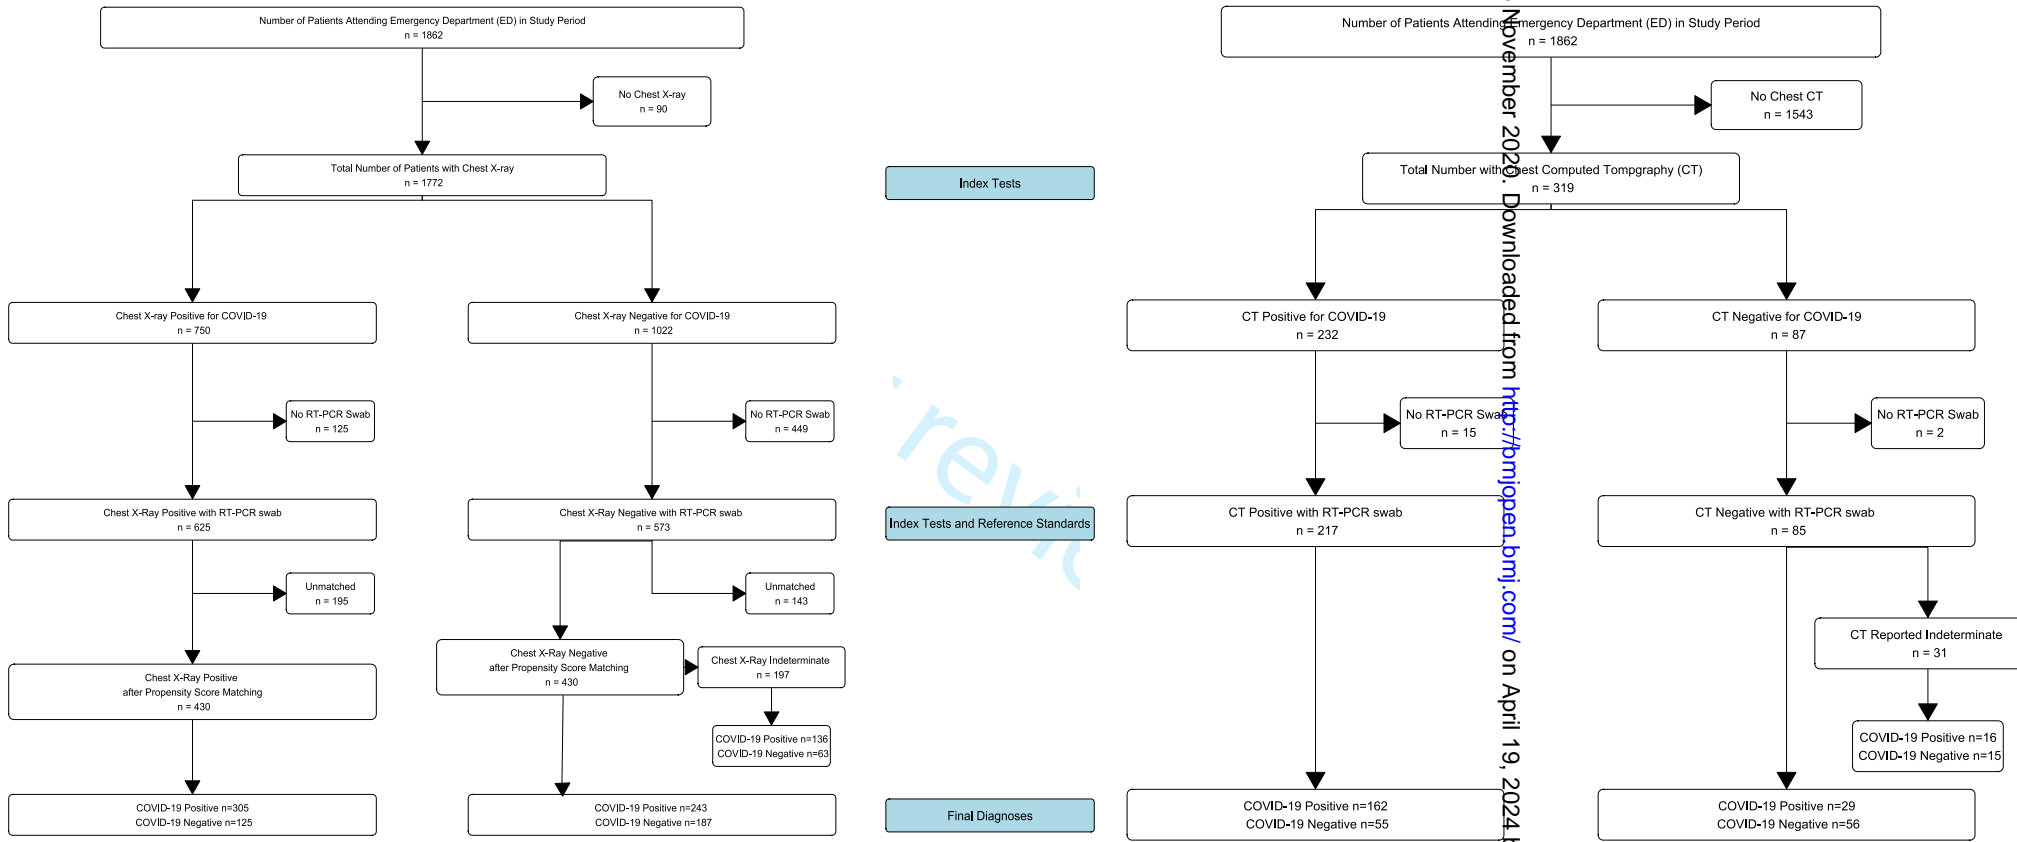 Number of Patients Attending Emergency Department (ED) in Study Period
n = 1862
No Chest X-ray
n = 90
Total Number of Patients with Chest X-ray
n = 1772
Chest X-ray Positive for COVID-19
n = 750
Chest X-ray Negative for COVID-19
n = 1022
No RT-PCR Swab
n = 125
No RT-PCR Swab
n = 449
Chest X-Ray Positive with RT-PCR swab
n = 625
Chest X-Ray Negative with RT-PCR swab
n = 573
Unmatched
n = 195
Unmatched
n = 143
Chest X-Ray Positive
after Propensity Score Matching
n = 430
Chest X-Ray Negative
after Propensity Score Matching
n = 430
Chest X-Ray Indeterminate
n = 197
COVID-19 Positive n=136
COVID-19 Negative n=63
COVID-19 Positive n=305
COVID-19 Negative n=125
COVID-19 Positive n=243
COVID-19 Negative n=187
Index Tests
Index Tests and Reference Standards
Final Diagnoses
Number of Patients Attending Emergency Department (ED) in Study Period
n = 1862
No Chest CT
n = 1543
Total Number with Chest Computed Tompgraphy (CT)
n = 319
CT Positive for COVID-19
n = 232
CT Negative for COVID-19
n = 87
No RT-PCR Swab
n = 15
No RT-PCR Swab
n = 2
CT Positive with RT-PCR swab
n = 217
CT Negative with RT-PCR swab
n = 85
CT Reported Indeterminate
n = 31
COVID-19 Positive n=16
COVID-19 Negative n=15
COVID-19 Positive n=162
COVID-19 Negative n=55
COVID-19 Positive n=29
COVID-19 Negative n=56
November 2020. Downloaded from http://bmjopen.bmj.com/ on April 19, 2024